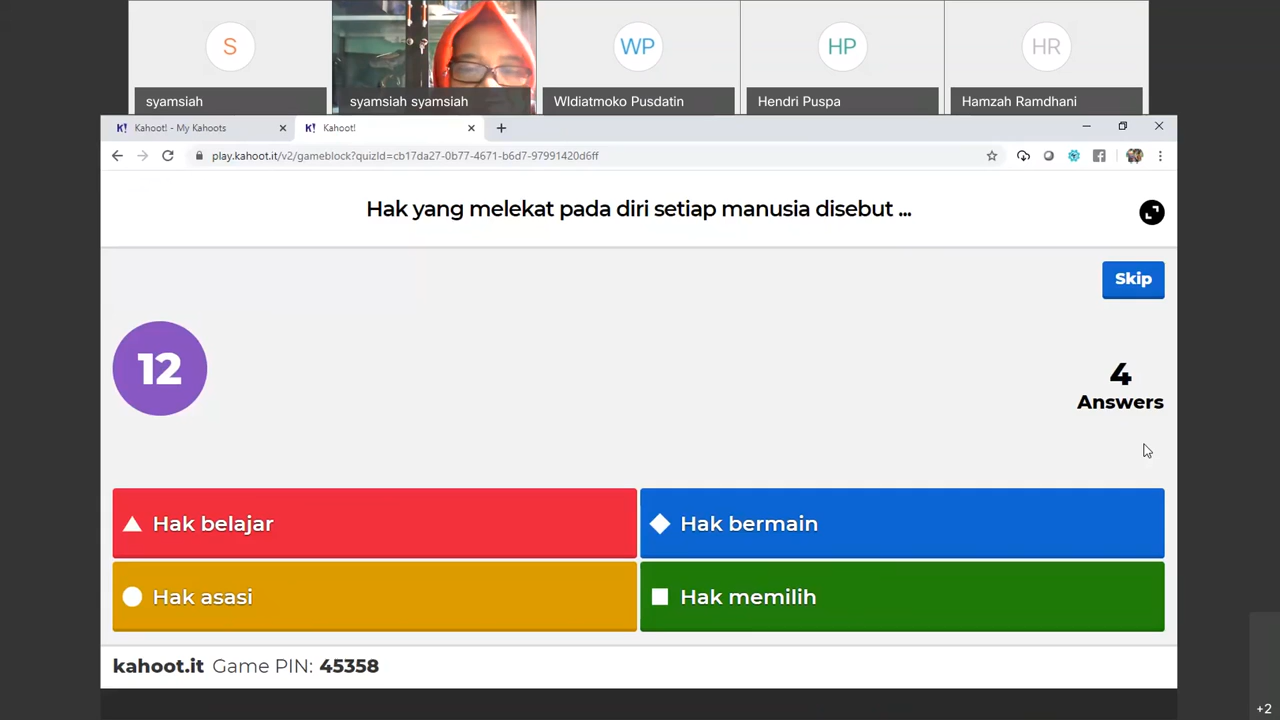 S
WP
HP
HR
syamsiah
syamsiah syamsiah
WIdiatmoko Pusdatin
Hendri Puspa
Hamzah Ramdhani
K! Kahoot! - My Kahoots
K! Kahoot!
play.kahoot.it/v2/gameblock?quizId=cb17da27-0b77-4671-b6d7-97991420d6ff
Hak yang melekat pada diri setiap manusia disebut ...
Skip
12
4
Answers
Hak belajar
Hak bermain
Hak asasi
Hak memilih
kahoot.it Game PIN: 45358
+2